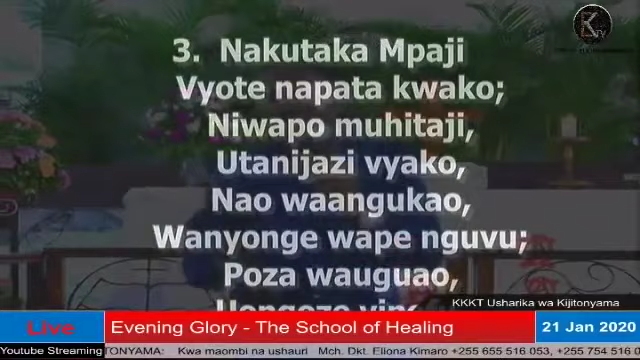 3. Nakutaka Mpaji
Vyote napata kwako;
Niwapo muhitaji,
Utanijazi vyako,
Nao waangukao,
Wanyonge wape nguvu;
Poza wauguao,
KKKT Usharika wa Kijitonyama
Live Evening Glory - The School of Healing 21 Jan 2020
Youtube Streaming TONYAMA: Kwa maombi na ushauri Mch. Dkt. Eliona Kimaro +255 655 516 053, +255 754 516